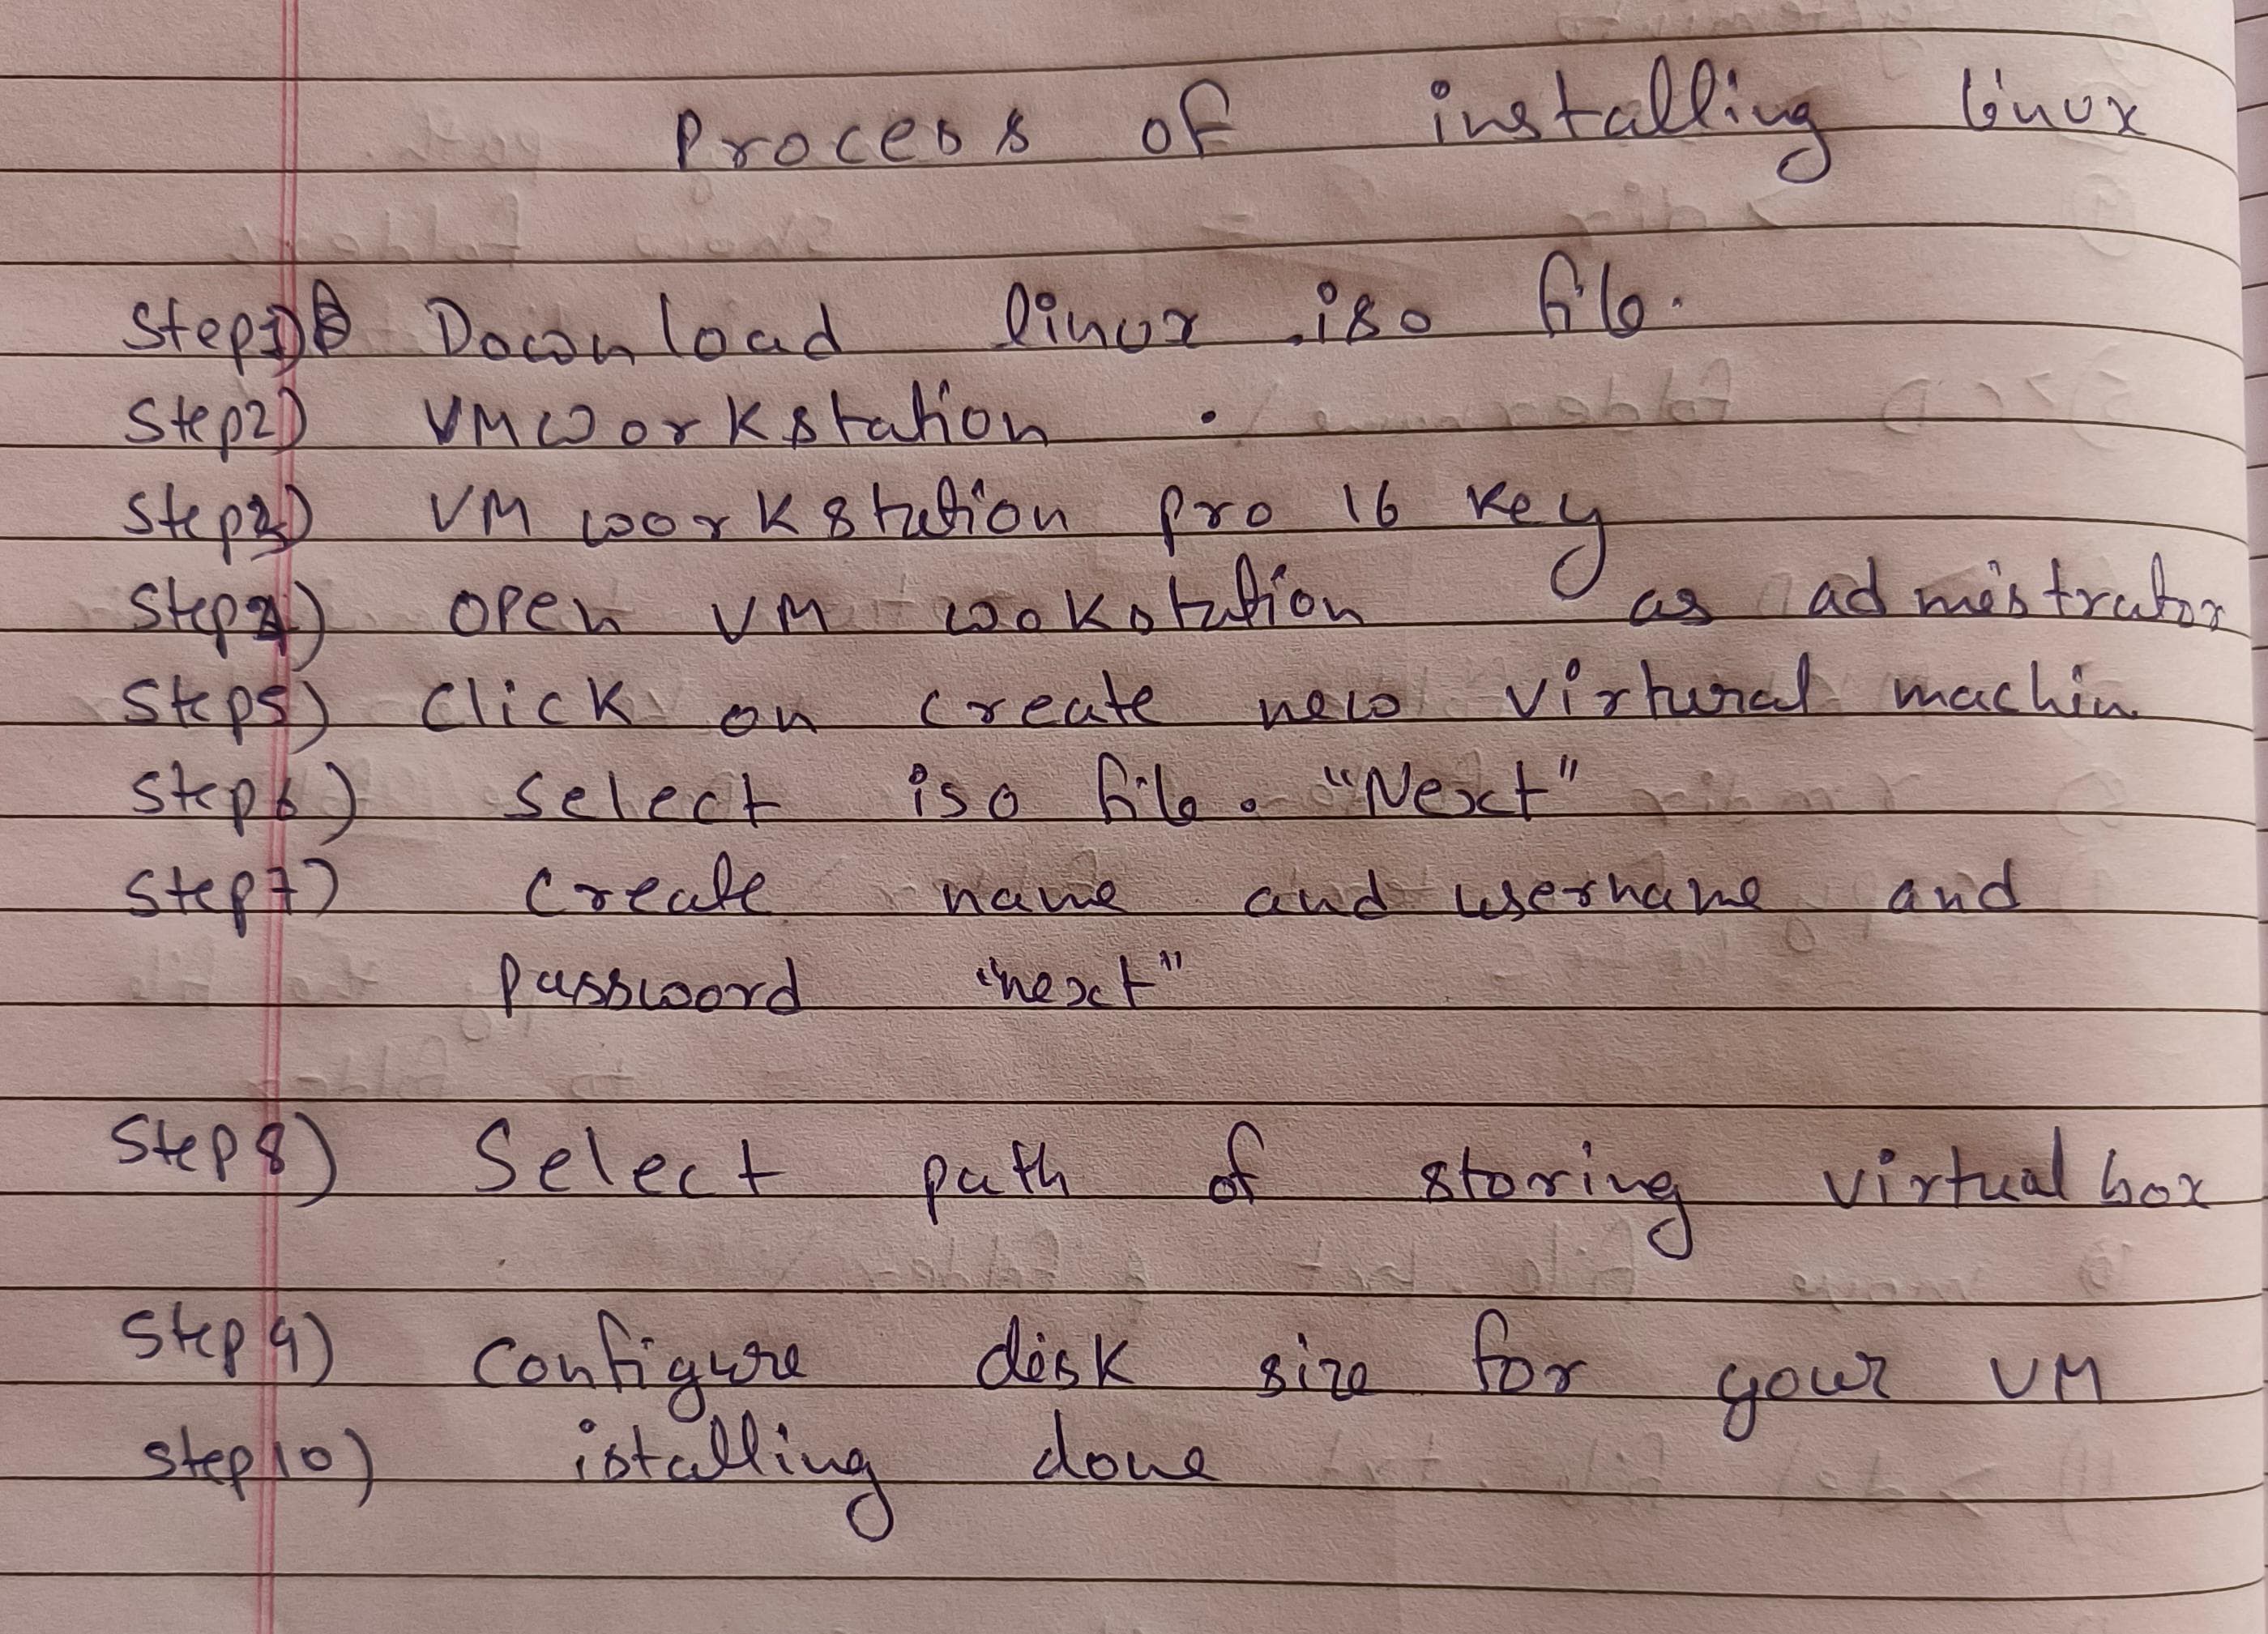 Process of installing linux
Step1) Download linux .iso file.
Step2) VMWorkstation .
Step3) VM workstation pro 16 key
Step4) open VM wokstation as admistrator
Step5) Click on create new virtural machin
Step6) Select iso file. "Next"
Step7) Create name and username and
Password "next"
Step8) Select path of storing virtual box
Step9) Configure disk size for your VM
step10) istalling done